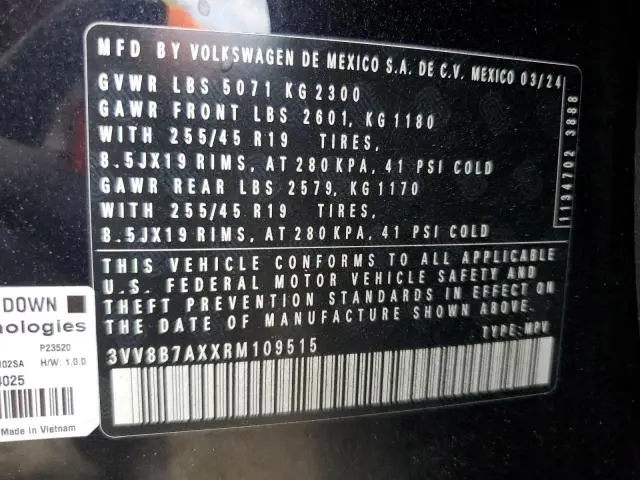 MFD BY VOLKSWAGEN DE MEXICO S.A. DE C.V. MEXICO 03/24
GVWR LBS 5071 KG 2300
GAWR FRONT LBS 2601, KG 1180
WITH 255/45 R19 TIRES,
8.5JX19 RIMS, AT 280 KPA, 41 PSI COLD
GAWR REAR LBS 2579, KG 1170
WITH 255/45 R19 TIRES,
8.5JX19 RIMS, AT 280 KPA, 41 PSI COLD
1134702 3888
THIS VEHICLE CONFORMS TO ALL APPLICABLE
U.S. FEDERAL MOTOR VEHICLE SAFETY AND
THEFT PREVENTION STANDARDS IN EFFECT ON
THE DATE OF MANUFACTURE SHOWN ABOVE.
3VV8B7AXXRM109515
TYPE: MPV
DOWN
nologies
P23520
02SA H/W: 1.0.0
4025
Made In Vietnam